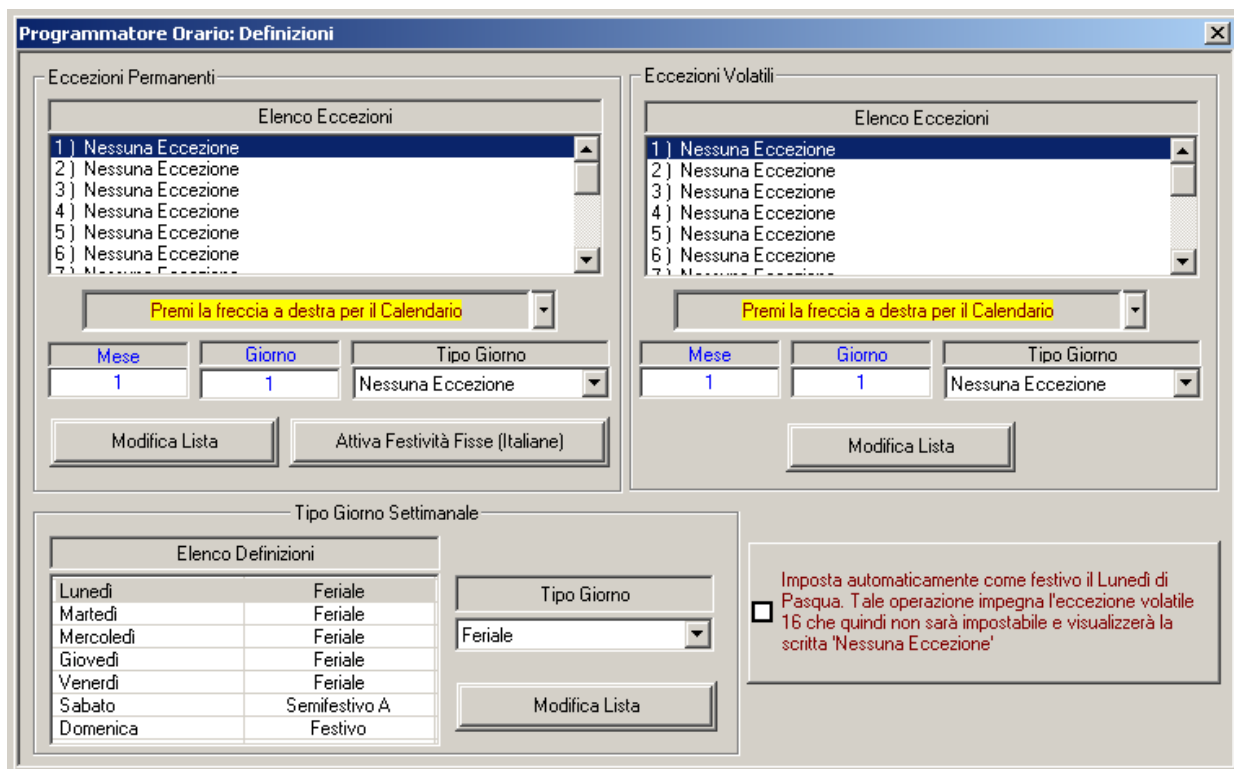 Programmatore Orario: Definizioni
Eccezioni Permanenti
Elenco Eccezioni
1 ) Nessuna Eccezione
2 ) Nessuna Eccezione
3 ) Nessuna Eccezione
4 ) Nessuna Eccezione
5 ) Nessuna Eccezione
6 ) Nessuna Eccezione
7 ) Nessuna Eccezione
Premi la freccia a destra per il Calendario
Mese Giorno Tipo Giorno
1 1 Nessuna Eccezione
Modifica Lista Attiva Festività Fisse (Italiane)
Eccezioni Volatili
Elenco Eccezioni
1 ) Nessuna Eccezione
2 ) Nessuna Eccezione
3 ) Nessuna Eccezione
4 ) Nessuna Eccezione
5 ) Nessuna Eccezione
6 ) Nessuna Eccezione
7 ) Nessuna Eccezione
Premi la freccia a destra per il Calendario
Mese Giorno Tipo Giorno
1 1 Nessuna Eccezione
Modifica Lista
Tipo Giorno Settimanale
Elenco Definizioni
Lunedì Feriale
Martedì Feriale
Mercoledì Feriale
Giovedì Feriale
Venerdì Feriale
Sabato Semifestivo A
Domenica Festivo
Tipo Giorno
Feriale
Modifica Lista
Imposta automaticamente come festivo il Lunedì di
Pasqua. Tale operazione impegna l'eccezione volatile
16 che quindi non sarà impostabile e visualizzerà la
scritta 'Nessuna Eccezione'